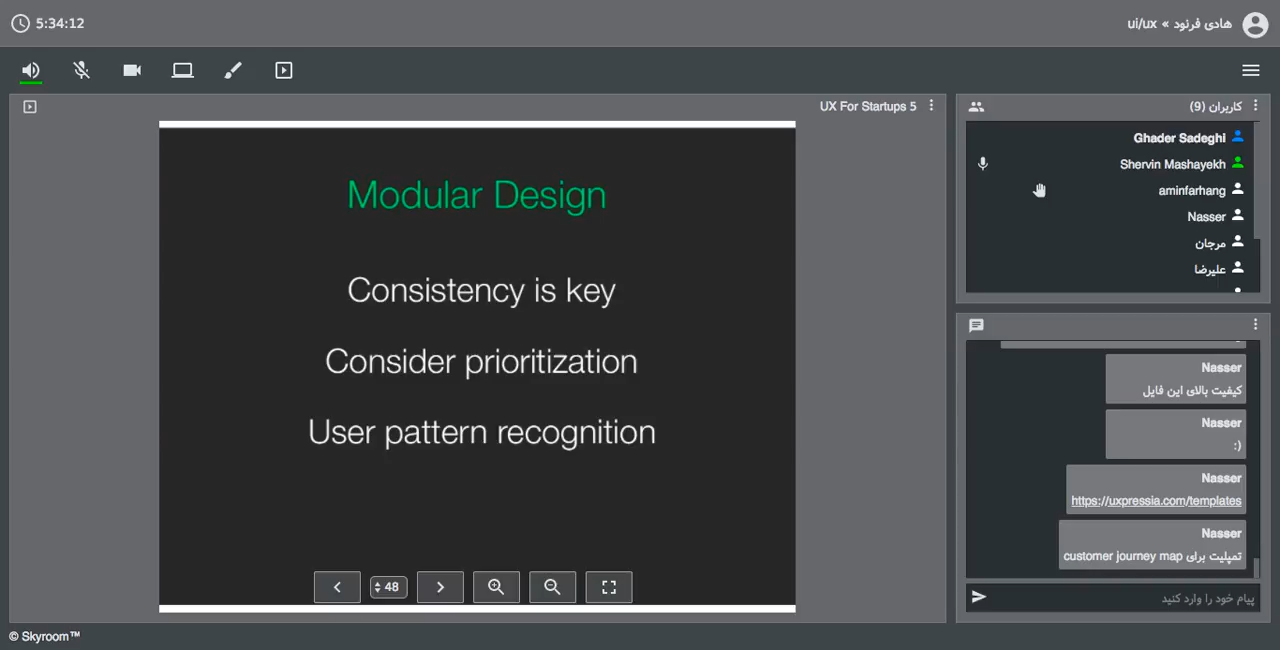 5:34:12
هادی فرنود » ui/ux
UX For Startups 5
Modular Design
Consistency is key
Consider prioritization
User pattern recognition
48
کاربران (9)
Ghader Sadeghi
Shervin Mashayekh
aminfarhang
Nasser
مرجان
علیرضا
Nasser
کیفیت بالای این فایل
Nasser
:)
Nasser
https://uxpressia.com/templates
Nasser
تمپلیت برای customer journey map
پیام خود را وارد کنید
© Skyroom™